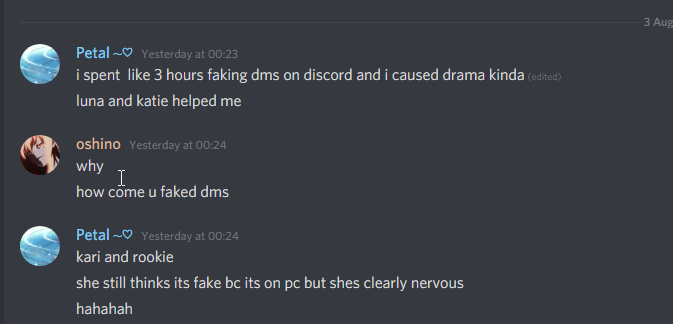 3 Aug
Petal ~♡ Yesterday at 00:23
i spent like 3 hours faking dms on discord and i caused drama kinda (edited)
luna and katie helped me
oshino Yesterday at 00:24
why
how come u faked dms
Petal ~♡ Yesterday at 00:24
kari and rookie
she still thinks its fake bc its on pc but shes clearly nervous
hahahah